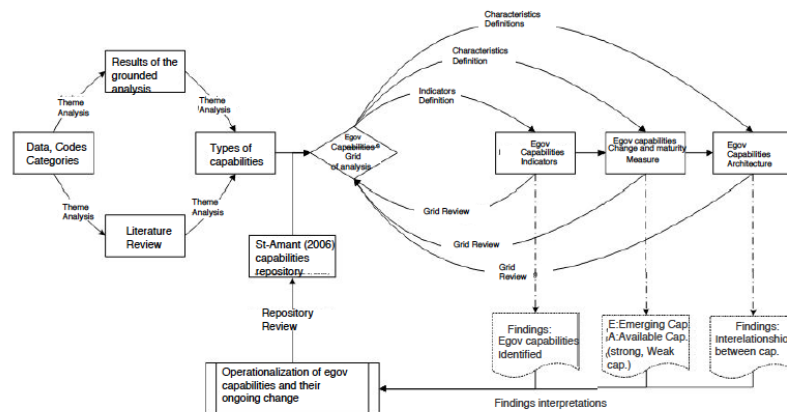 Characteristics
Definitions
Characteristics
Definition
Indicators
Definition
Results of the
grounded
analysis
Theme
Analysis
Theme
Analysis
Data, Codes
Categories
Types of
capabilities
Egov
Capabilities
Grid
of analysis
Egov
Capabilities
Indicators
Egov capabilities
Change and maturity
Measure
Egov
Capabilities
Architecture
Theme
Analysis
Theme
Analysis
Literature
Review
Grid Review
Grid Review
Grid
Review
St-Amant (2006)
capabilities
repository
Repository
Review
Findings:
Egov capabilities
Identified
E:Emerging Cap
A:Available Cap.
(strong, Weak
cap.)
Findings:
Interelationship
between cap.
Operationalization of egov
capabilities and their
ongoing change
Findings interpretations